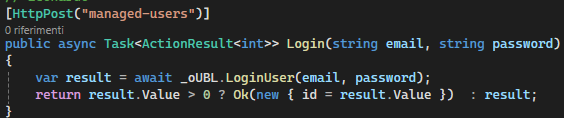 [HttpPost("managed-users")]
0 riferimenti
public async Task<ActionResult<int>> Login(string email, string password)
{
var result = await _oUBL.LoginUser(email, password);
return result.Value > 0 ? Ok(new { id = result.Value })  : result;
}